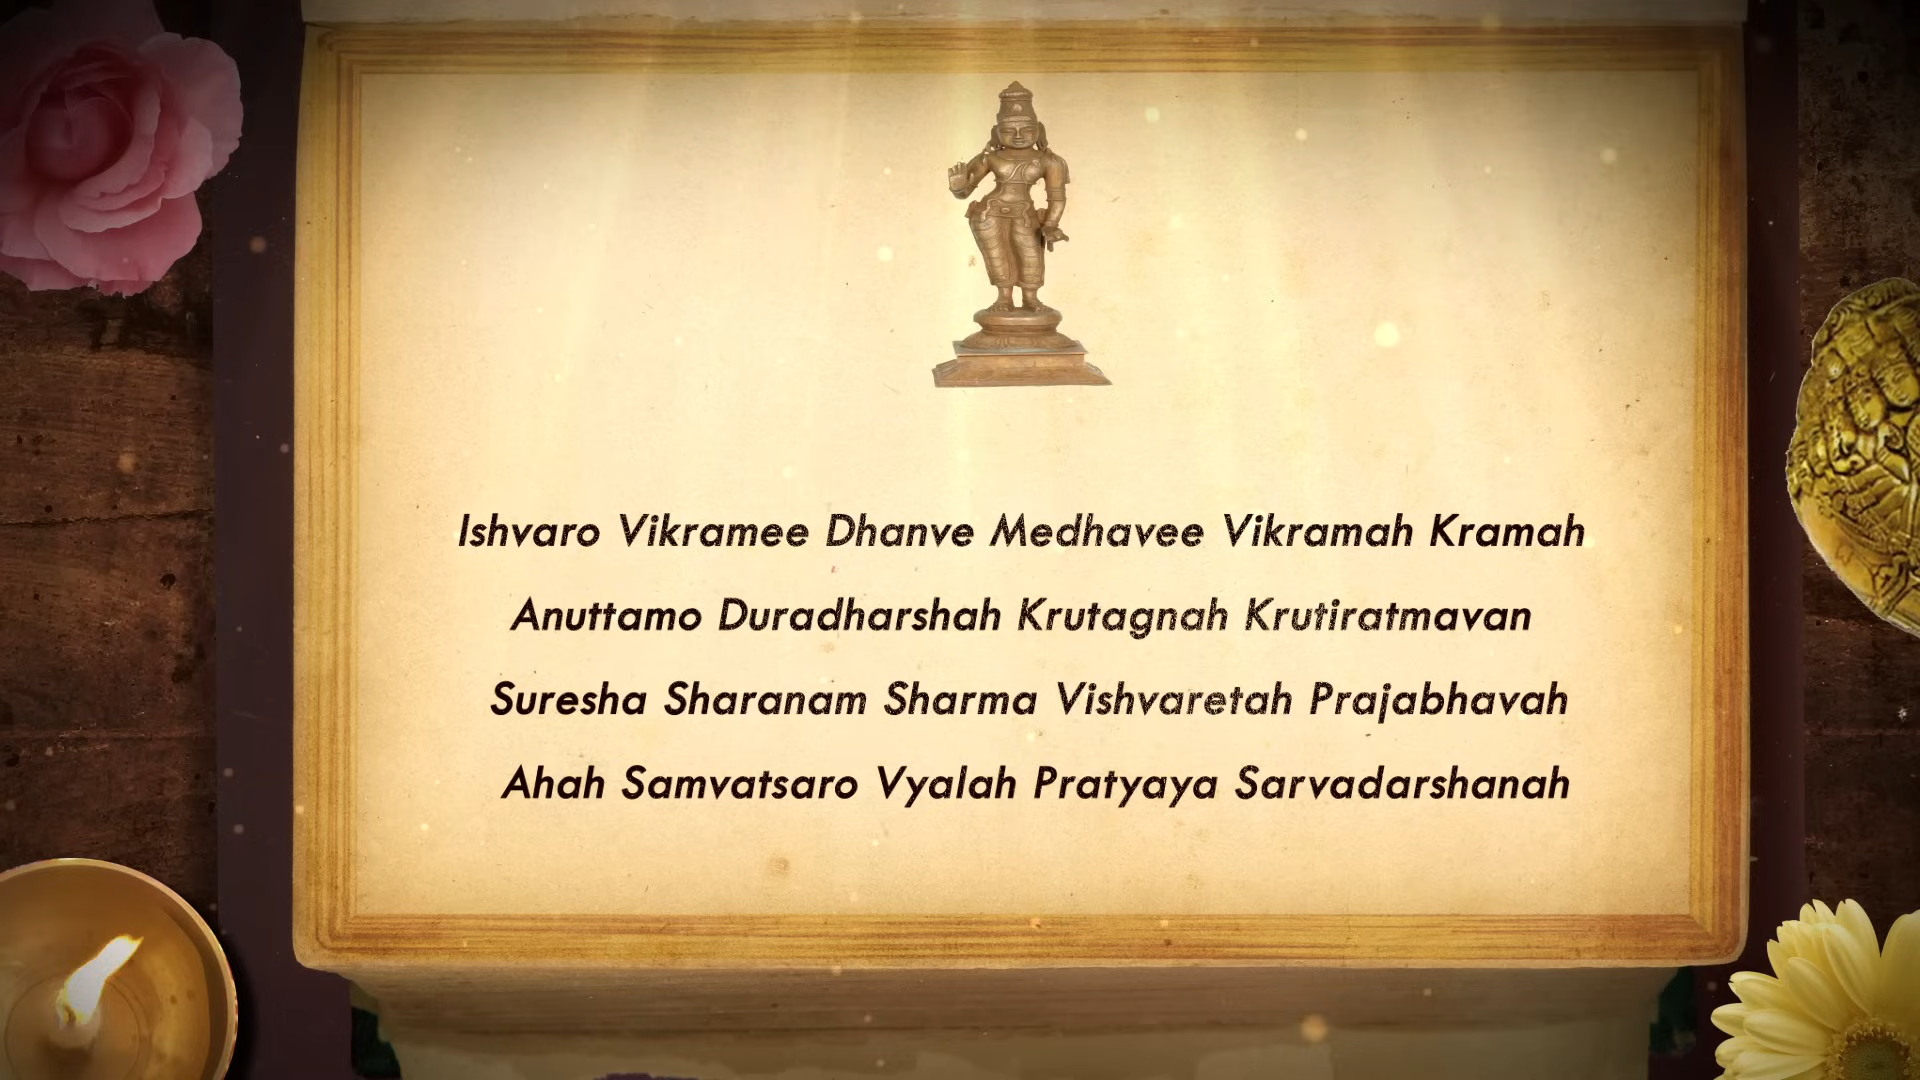 Ishvaro Vikramee Dhanve Medhavee Vikramah Kramah
Anuttamo Duradharshah Krutagnah Krutiratmavan
Suresha Sharanam Sharma Vishvaretah Prajabhavah
Ahah Samvatsaro Vyalah Pratyaya Sarvadarshanah